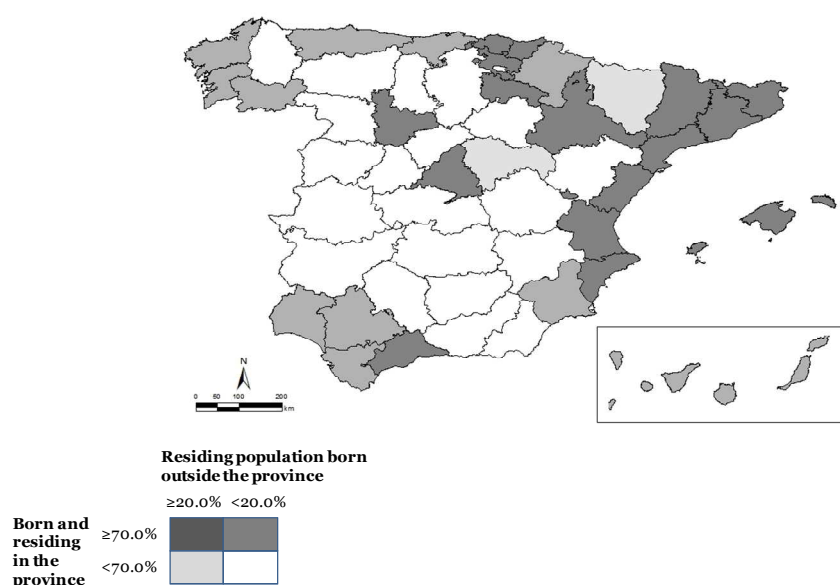 N
0 50 100 200
km
Residing population born
outside the province
≥20.0% <20.0%
Born and
residing
in the
province
≥70.0%
<70.0%